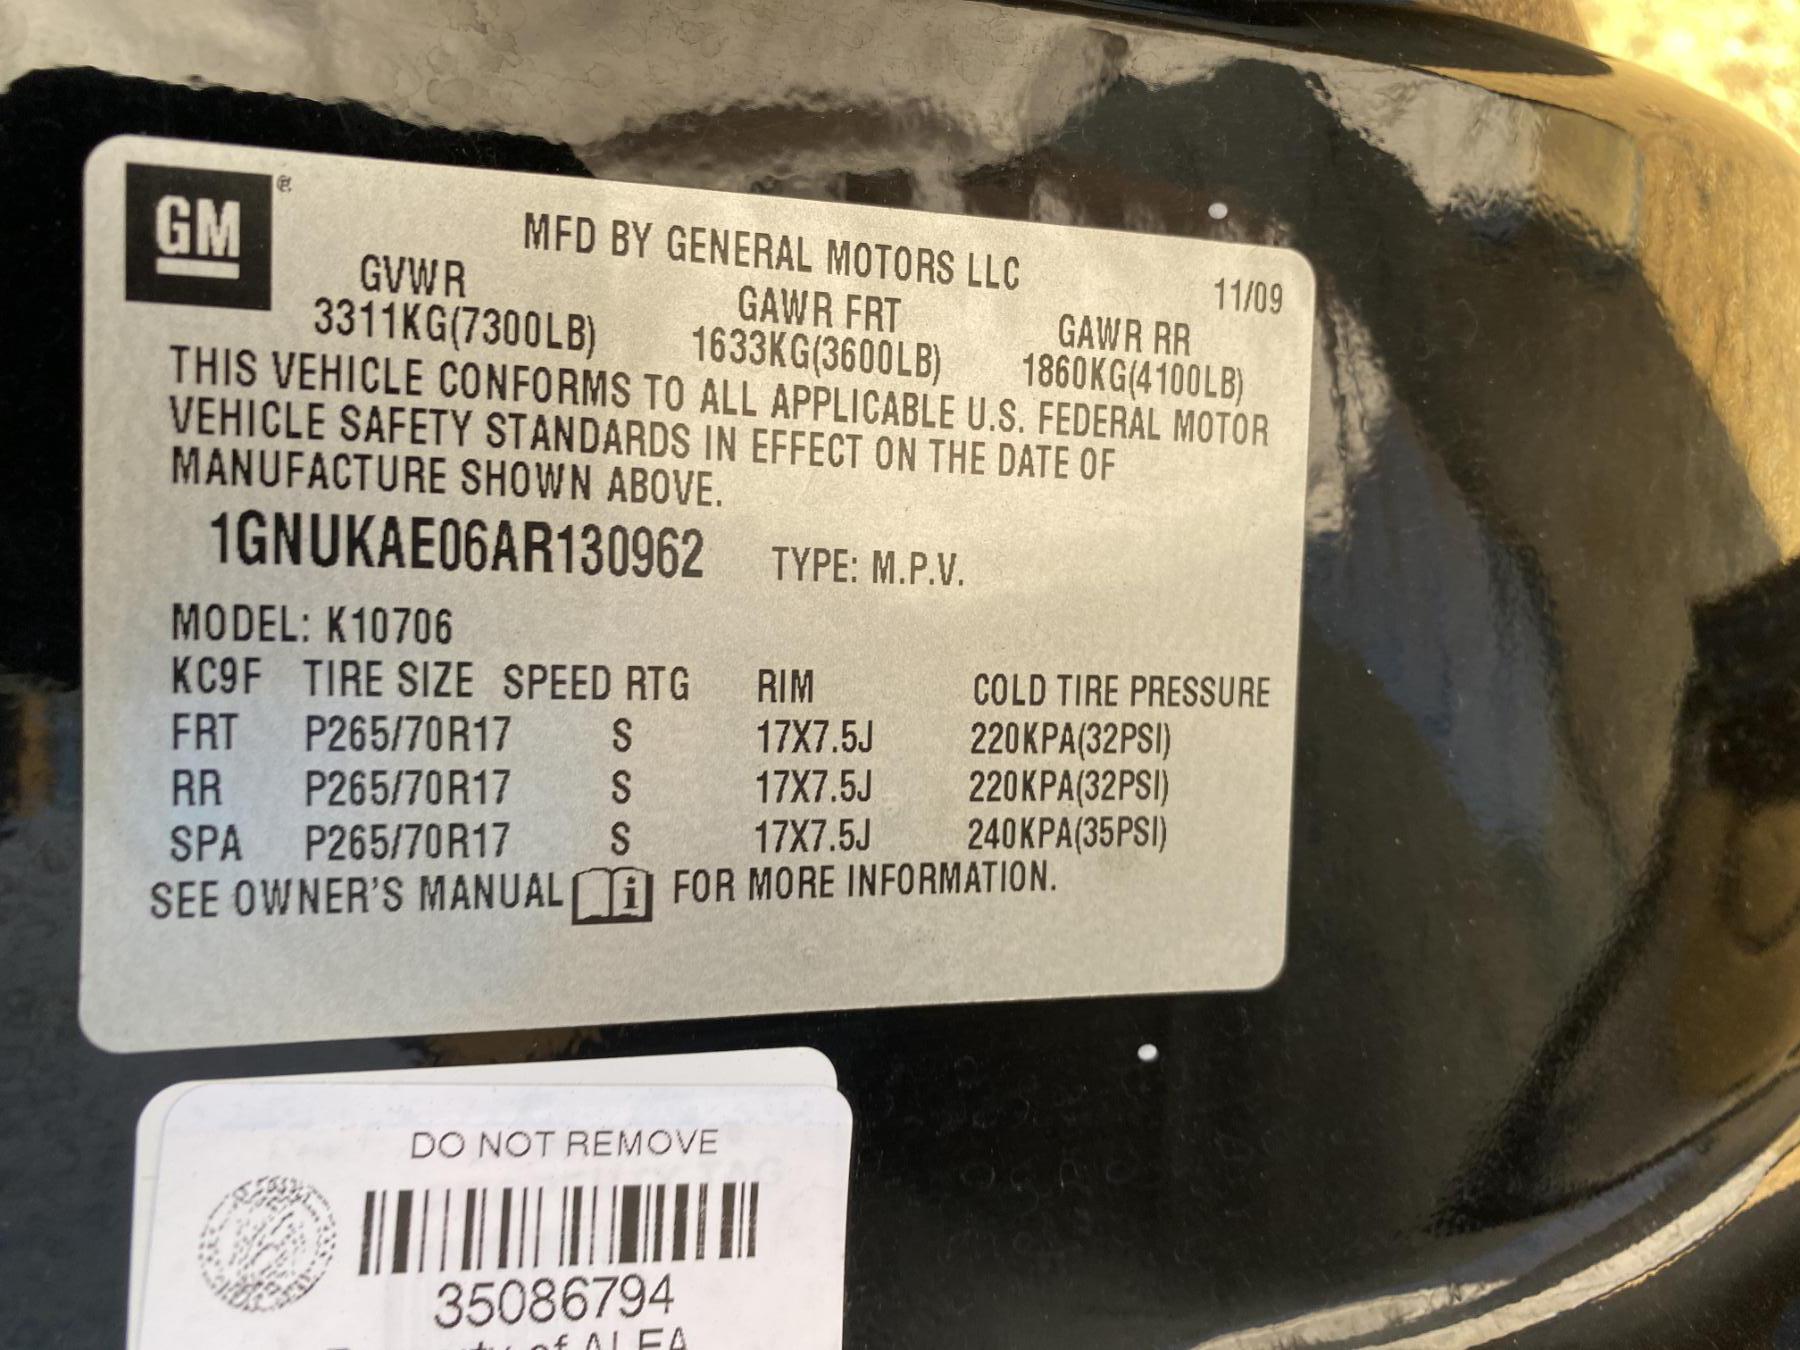 GM ®
MFD BY GENERAL MOTORS LLC
11/09
GVWR GAWR FRT GAWR RR
3311KG(7300LB) 1633KG(3600LB) 1860KG(4100LB)
THIS VEHICLE CONFORMS TO ALL APPLICABLE U.S. FEDERAL MOTOR
VEHICLE SAFETY STANDARDS IN EFFECT ON THE DATE OF
MANUFACTURE SHOWN ABOVE.
1GNUKAE06AR130962 TYPE: M.P.V.
MODEL: K10706
KC9F TIRE SIZE SPEED RTG RIM COLD TIRE PRESSURE
FRT P265/70R17 S 17X7.5J 220KPA(32PSI)
RR P265/70R17 S 17X7.5J 220KPA(32PSI)
SPA P265/70R17 S 17X7.5J 240KPA(35PSI)
SEE OWNER'S MANUAL i FOR MORE INFORMATION.
DO NOT REMOVE
35086794
of ALEA